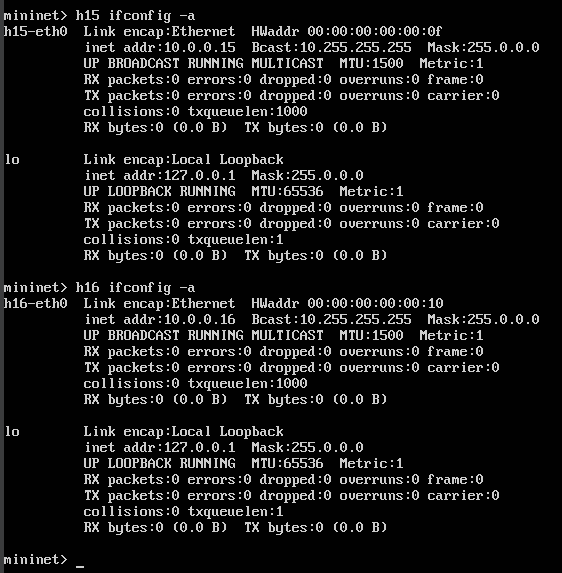 mininet> h15 ifconfig -a
h15-eth0  Link encap:Ethernet  HWaddr 00:00:00:00:00:0f
          inet addr:10.0.0.15  Bcast:10.255.255.255  Mask:255.0.0.0
          UP BROADCAST RUNNING MULTICAST  MTU:1500  Metric:1
          RX packets:0 errors:0 dropped:0 overruns:0 frame:0
          TX packets:0 errors:0 dropped:0 overruns:0 carrier:0
          collisions:0 txqueuelen:1000
          RX bytes:0 (0.0 B)  TX bytes:0 (0.0 B)

lo        Link encap:Local Loopback
          inet addr:127.0.0.1  Mask:255.0.0.0
          UP LOOPBACK RUNNING  MTU:65536  Metric:1
          RX packets:0 errors:0 dropped:0 overruns:0 frame:0
          TX packets:0 errors:0 dropped:0 overruns:0 carrier:0
          collisions:0 txqueuelen:1
          RX bytes:0 (0.0 B)  TX bytes:0 (0.0 B)

mininet> h16 ifconfig -a
h16-eth0  Link encap:Ethernet  HWaddr 00:00:00:00:00:10
          inet addr:10.0.0.16  Bcast:10.255.255.255  Mask:255.0.0.0
          UP BROADCAST RUNNING MULTICAST  MTU:1500  Metric:1
          RX packets:0 errors:0 dropped:0 overruns:0 frame:0
          TX packets:0 errors:0 dropped:0 overruns:0 carrier:0
          collisions:0 txqueuelen:1000
          RX bytes:0 (0.0 B)  TX bytes:0 (0.0 B)

lo        Link encap:Local Loopback
          inet addr:127.0.0.1  Mask:255.0.0.0
          UP LOOPBACK RUNNING  MTU:65536  Metric:1
          RX packets:0 errors:0 dropped:0 overruns:0 frame:0
          TX packets:0 errors:0 dropped:0 overruns:0 carrier:0
          collisions:0 txqueuelen:1
          RX bytes:0 (0.0 B)  TX bytes:0 (0.0 B)

mininet> _